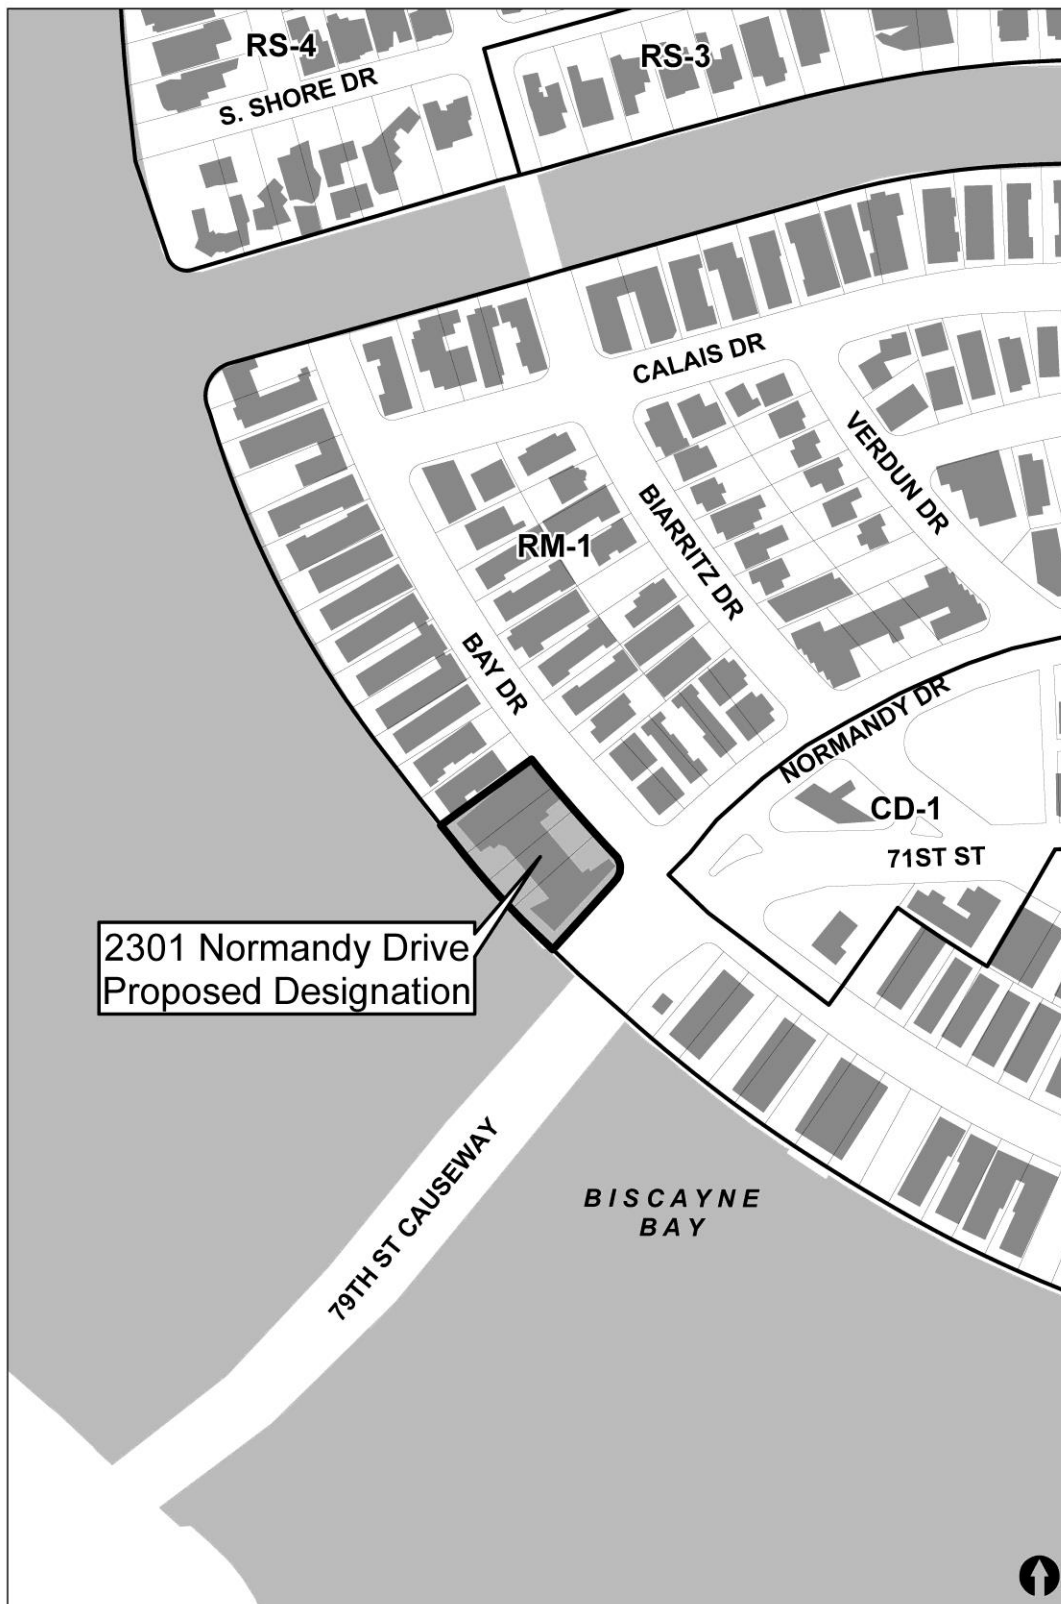 RS-4
RS-3
S. SHORE DR
CALAIS DR
VERDUN DR
BIARRITZ DR
RM-1
BAY DR
NORMANDY DR
CD-1
71ST ST
2301 Normandy Drive
Proposed Designation
79TH ST CAUSEWAY
BISCAYNE
BAY